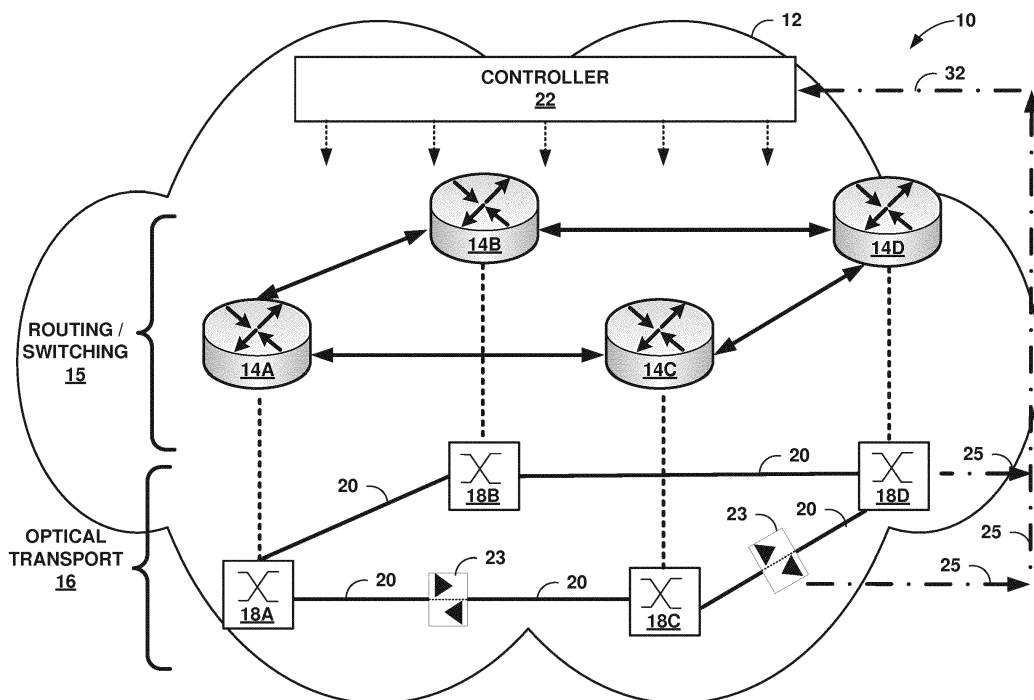 12
10
CONTROLLER
22
32
14B
14D
ROUTING /
SWITCHING
15
14A
14C
20
25
18B
18D
20
23
20
OPTICAL
TRANSPORT
16
23
25
20
20
25
18A
18C